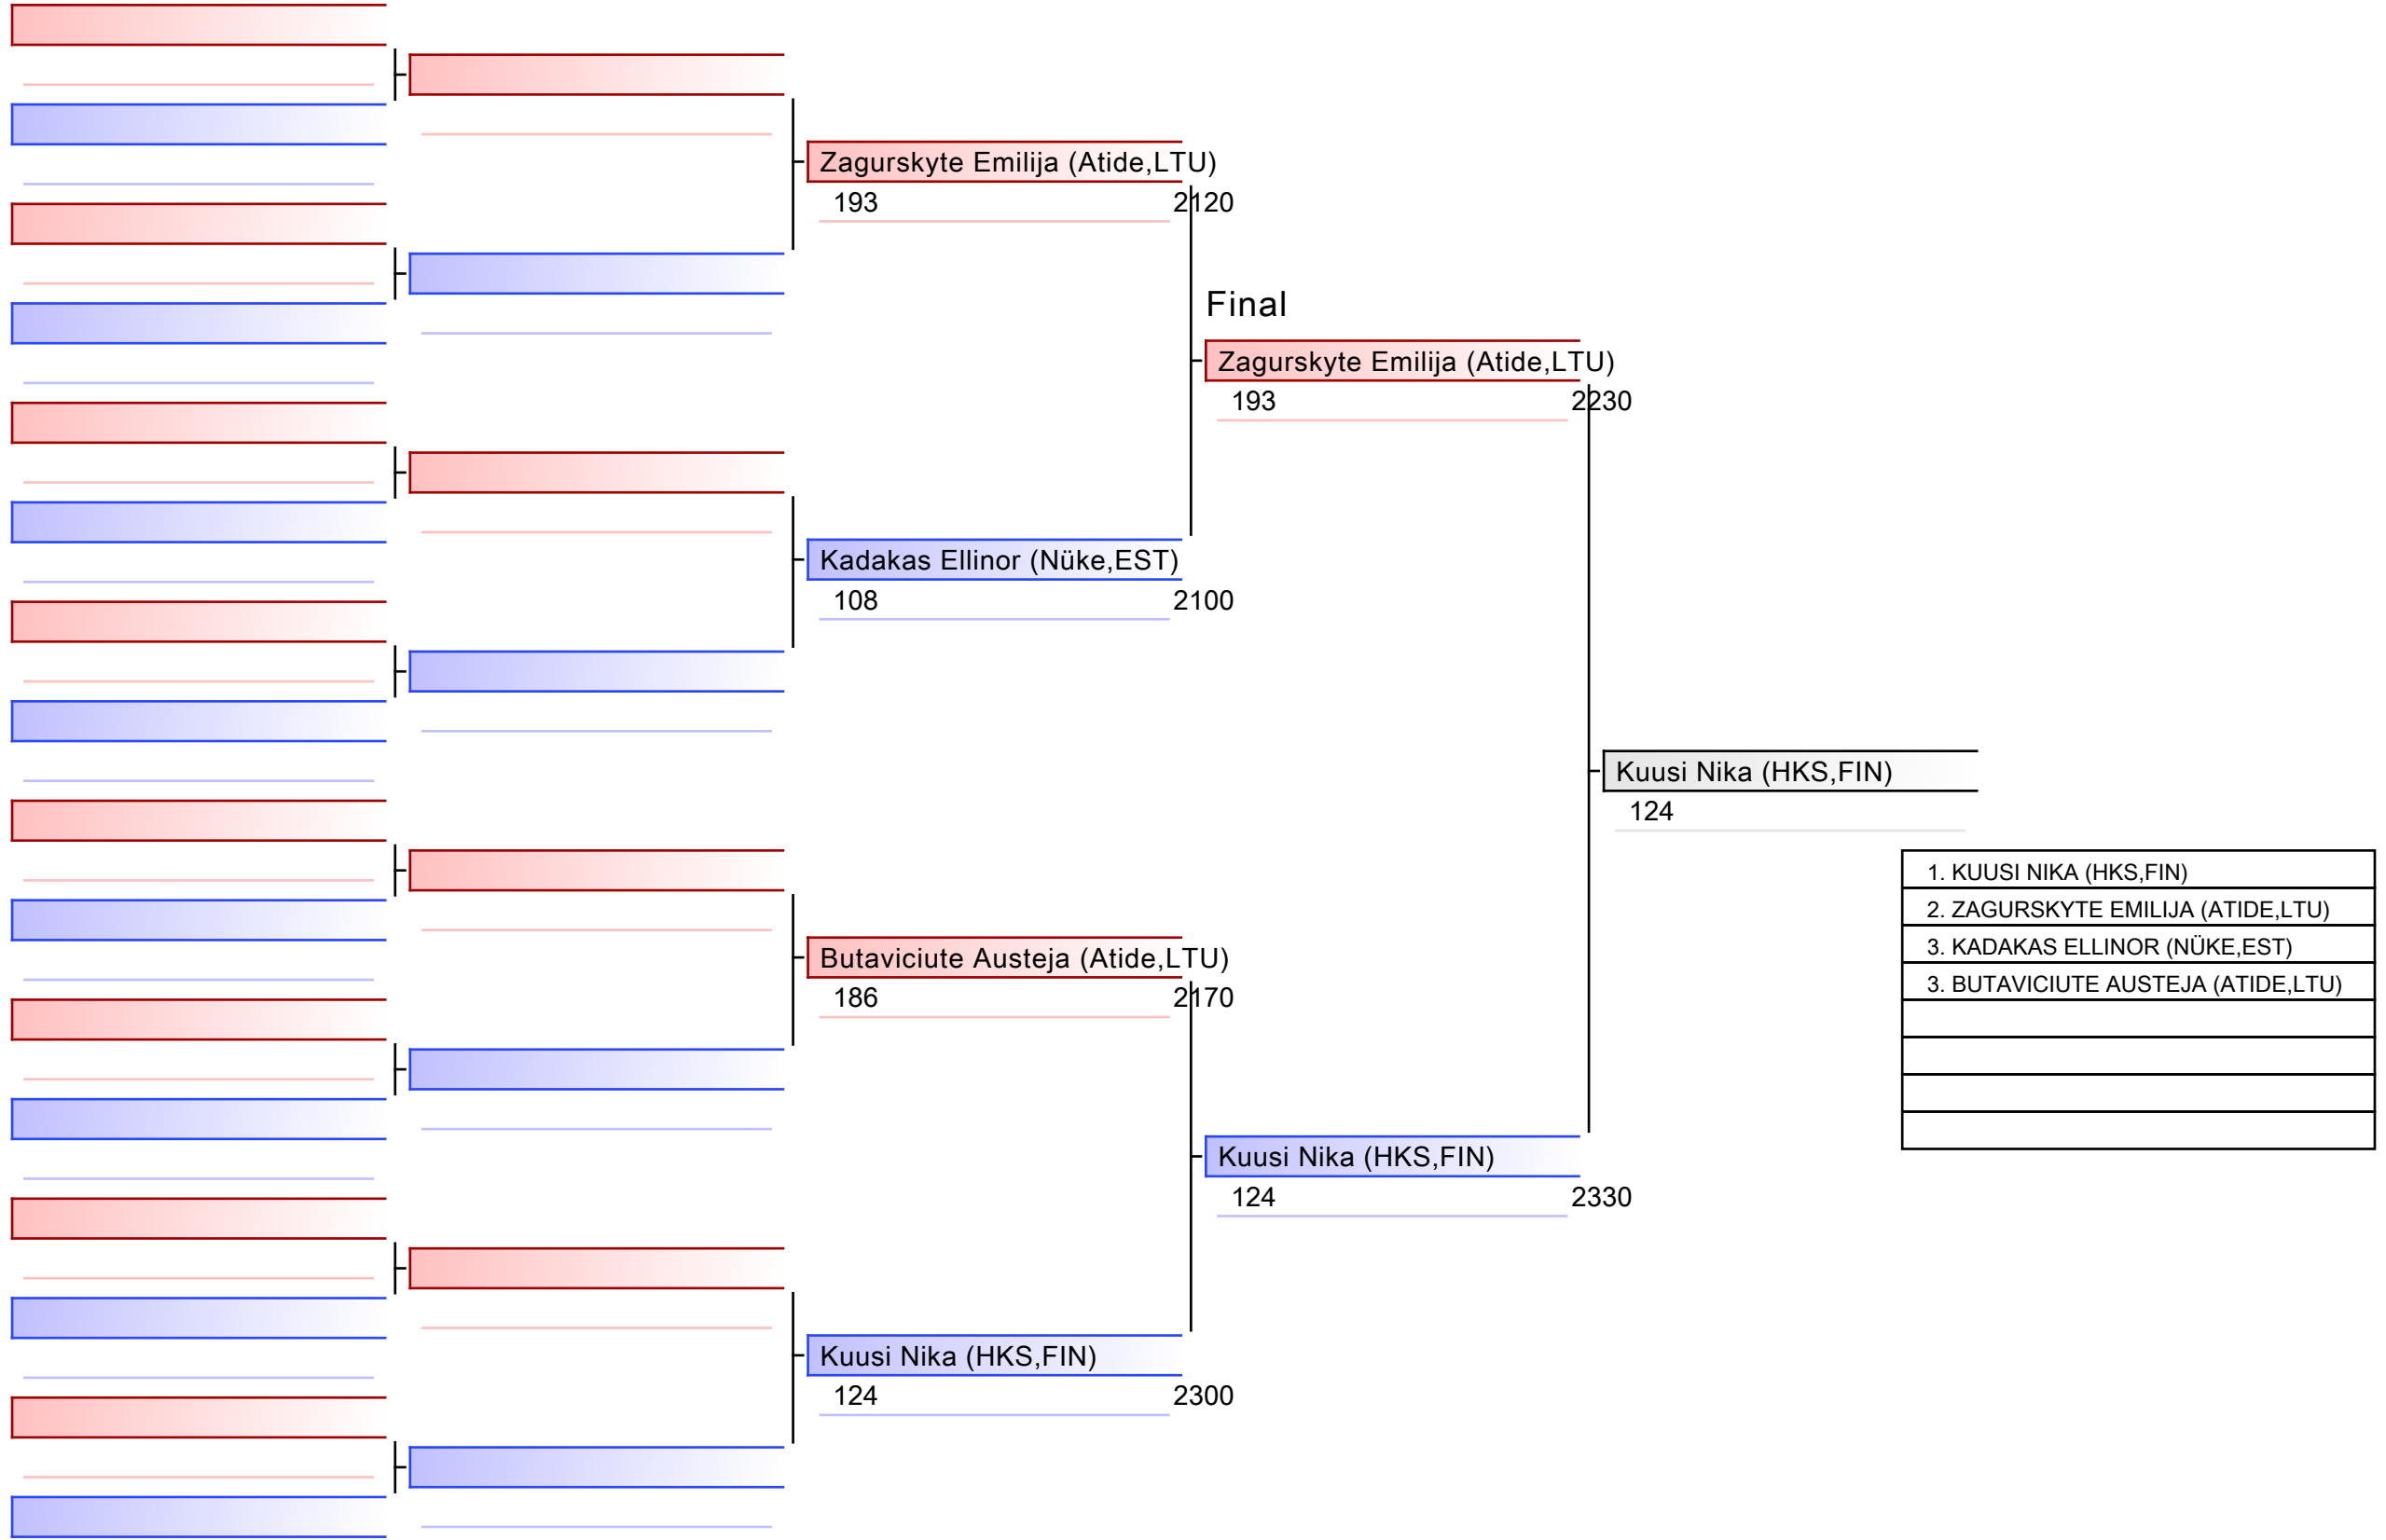 Zagurskyte Emilija (Atide,LTU)
193 2120
Final
Zagurskyte Emilija (Atide,LTU)
193 2230
Kadakas Ellinor (Nüke,EST)
108 2100
Kuusi Nika (HKS,FIN)
124
1. KUUSI NIKA (HKS,FIN)
2. ZAGURSKYTE EMILIJA (ATIDE,LTU)
3. KADAKAS ELLINOR (NÜKE,EST)
3. BUTAVICIUTE AUSTEJA (ATIDE,LTU)
Butaviciute Austeja (Atide,LTU)
186 2170
Kuusi Nika (HKS,FIN)
124 2330
Kuusi Nika (HKS,FIN)
124 2300